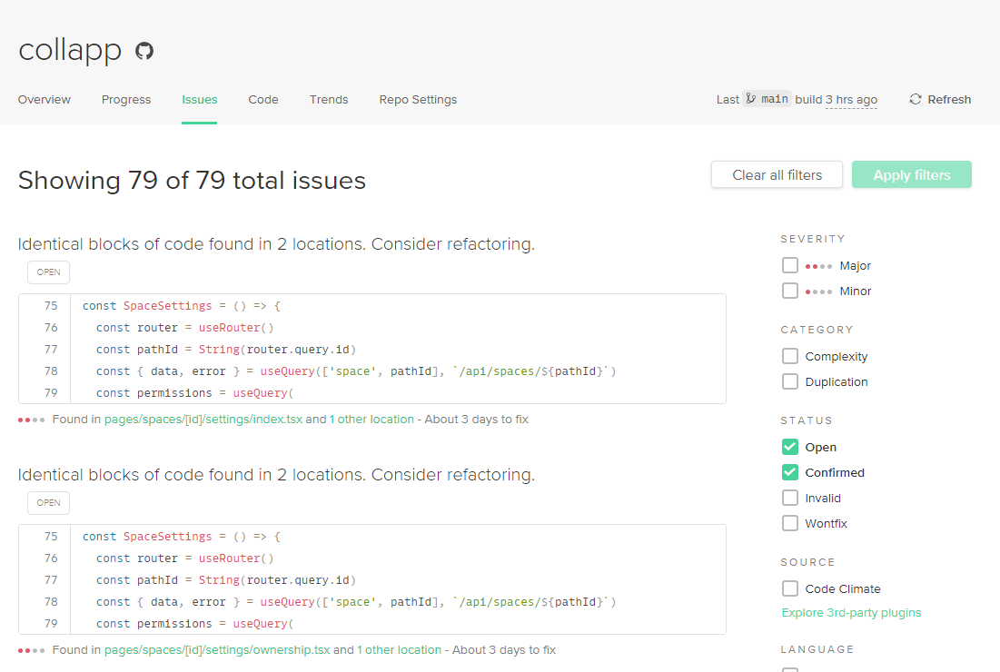 collapp
Overview Progress Issues Code Trends Repo Settings Last main build 3 hrs ago Refresh
Showing 79 of 79 total issues
Clear all filters Apply filters
Identical blocks of code found in 2 locations. Consider refactoring.
OPEN
75 const SpaceSettings = () => {
76 const router = useRouter()
77 const pathId = String(router.query.id)
78 const { data, error } = useQuery(['space', pathId], `/api/spaces/${pathId}`)
79 const permissions = useQuery(
Found in pages/spaces/[id]/settings/index.tsx and 1 other location - About 3 days to fix
Identical blocks of code found in 2 locations. Consider refactoring.
OPEN
75 const SpaceSettings = () => {
76 const router = useRouter()
77 const pathId = String(router.query.id)
78 const { data, error } = useQuery(['space', pathId], `/api/spaces/${pathId}`)
79 const permissions = useQuery(
Found in pages/spaces/[id]/settings/ownership.tsx and 1 other location - About 3 days to fix
SEVERITY
Major
Minor
CATEGORY
Complexity
Duplication
STATUS
Open
Confirmed
Invalid
Wontfix
SOURCE
Code Climate
Explore 3rd-party plugins
LANGUAGE